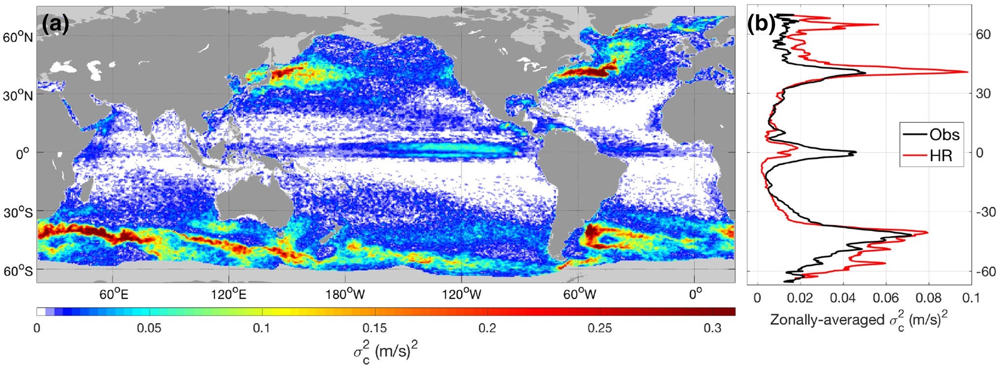 (a)
60°N
30°N
0°
30°S
60°S
60°E 120°E 180°W 120°W 60°W 0°
0 0.05 0.1 0.15 0.2 0.25 0.3
σc² (m/s)²
(b)
60
30
0
-30
-60
Obs
HR
0 0.02 0.04 0.06 0.08 0.1
Zonally-averaged σc² (m/s)²